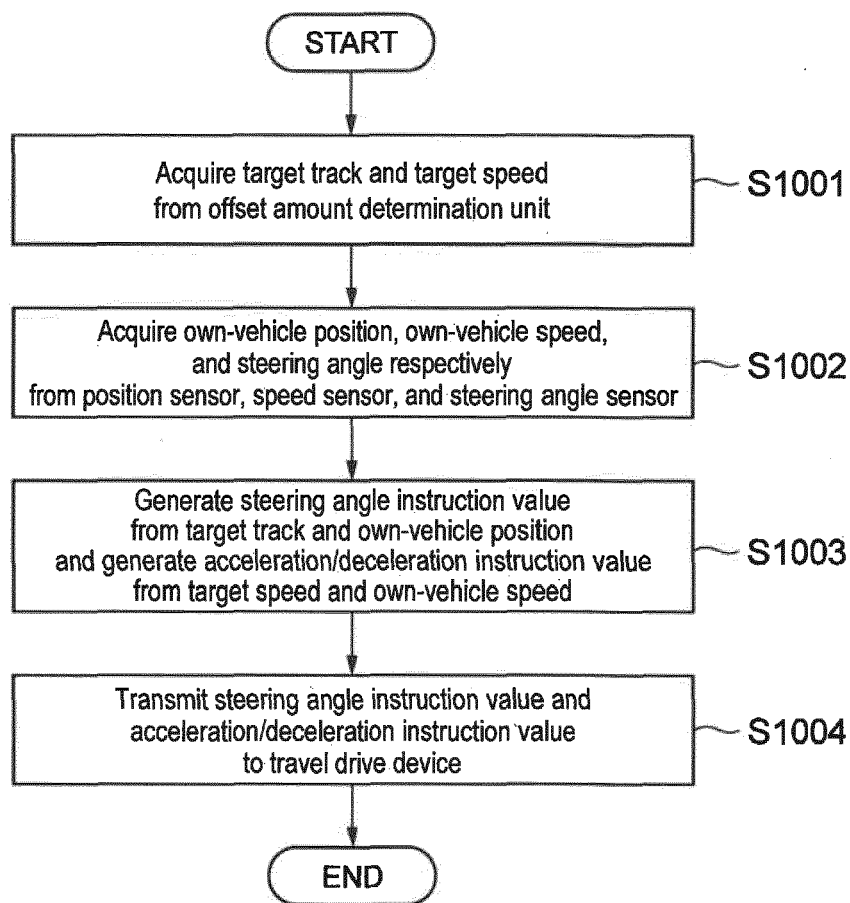 START
Acquire target track and target speed
from offset amount determination unit
S1001
Acquire own-vehicle position, own-vehicle speed,
and steering angle respectively
from position sensor, speed sensor, and steering angle sensor
S1002
Generate steering angle instruction value
from target track and own-vehicle position
and generate acceleration/deceleration instruction value
from target speed and own-vehicle speed
S1003
Transmit steering angle instruction value and
acceleration/deceleration instruction value
to travel drive device
S1004
END